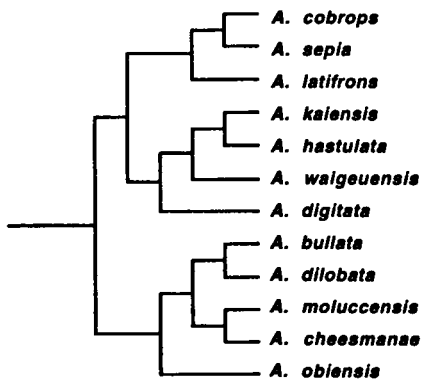 A. cobrops
A. sepia
A. latifrons
A. kaiensis
A. hastulata
A. waigeuensis
A. digitata
A. bullata
A. dilobata
A. moluccensis
A. cheesmanae
A. obiensis